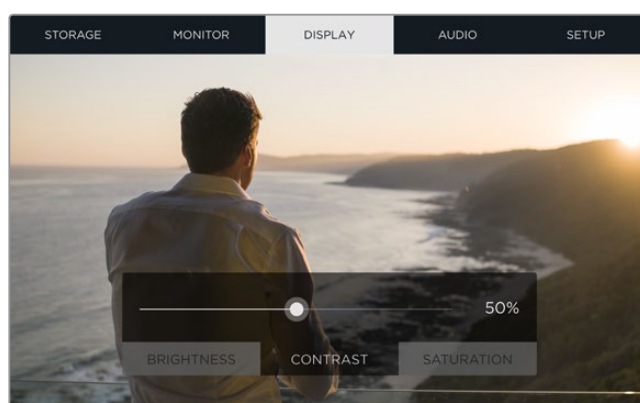 STORAGE MONITOR DISPLAY AUDIO SETUP
50%
BRIGHTNESS CONTRAST SATURATION